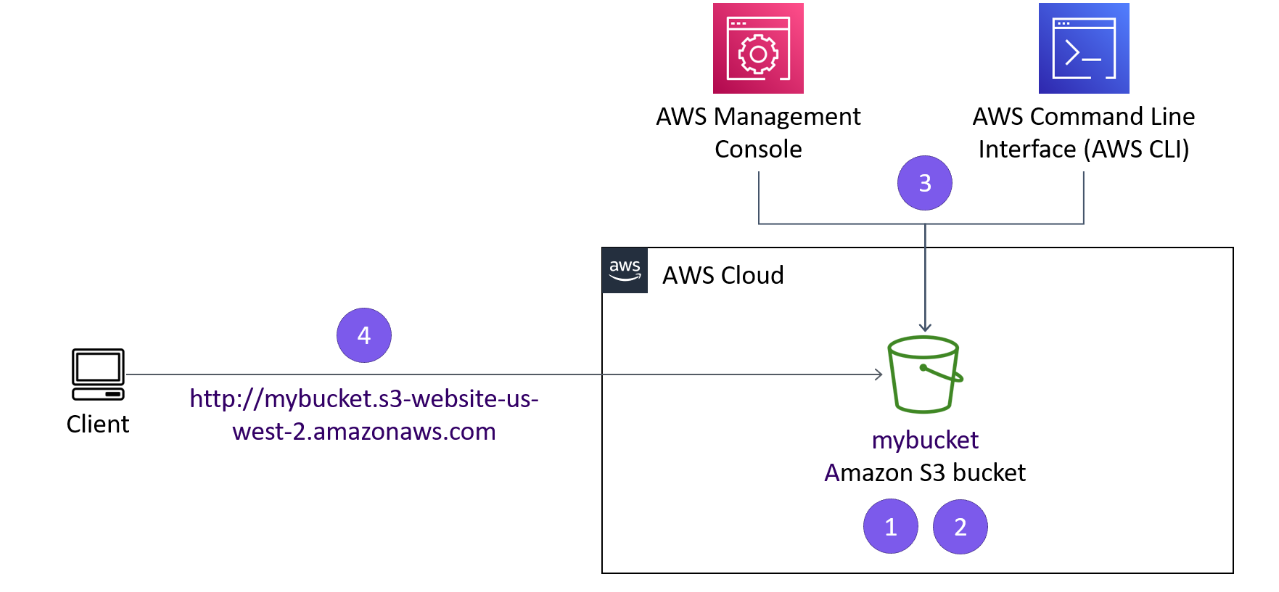 AWS Management
Console
AWS Command Line
Interface (AWS CLI)
3
aws
AWS Cloud
4
http://mybucket.s3-website-us-
west-2.amazonaws.com
Client
mybucket
Amazon S3 bucket
1
2